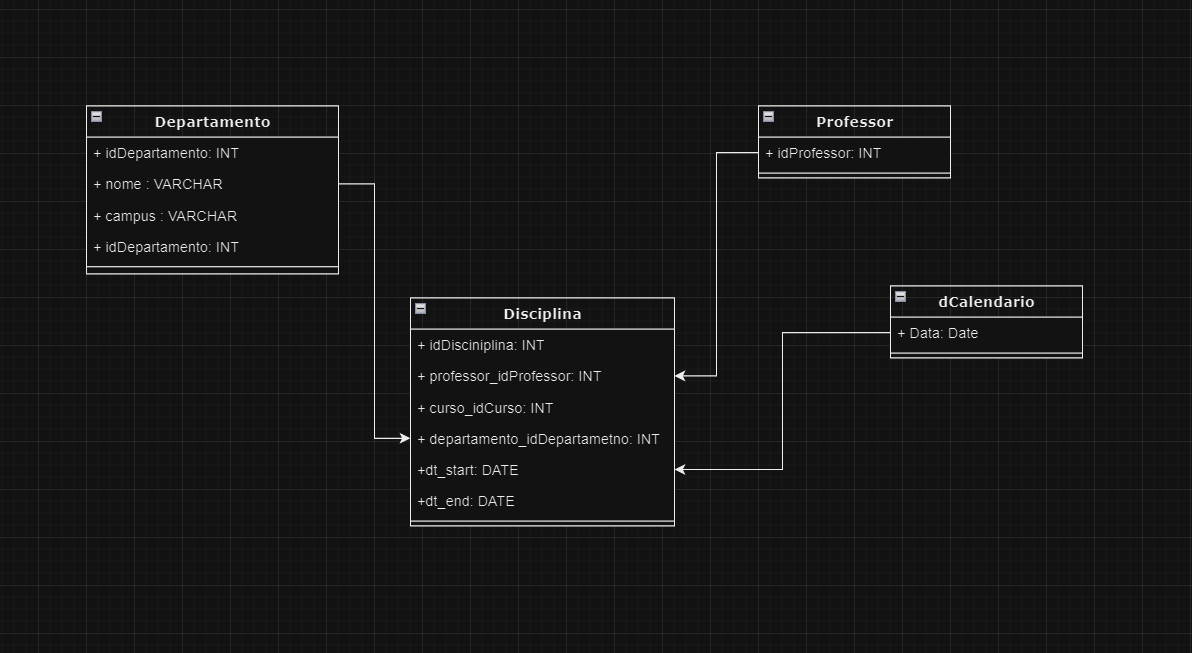 Departamento
+ idDepartamento: INT
+ nome : VARCHAR
+ campus : VARCHAR
+ idDepartamento: INT
Professor
+ idProfessor: INT
dCalendario
+ Data: Date
Disciplina
+ idDisciniplina: INT
+ professor_idProfessor: INT
+ curso_idCurso: INT
+ departamento_idDepartametno: INT
+dt_start: DATE
+dt_end: DATE